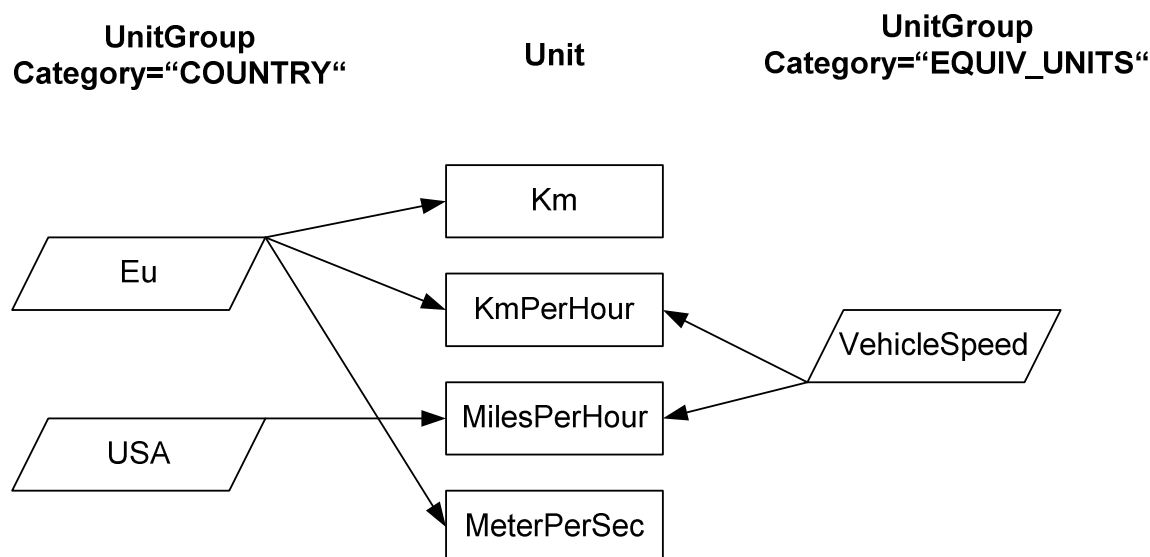 UnitGroup
Category=“COUNTRY“
Unit
UnitGroup
Category=“EQUIV_UNITS“
Km
Eu
KmPerHour
VehicleSpeed
MilesPerHour
USA
MeterPerSec